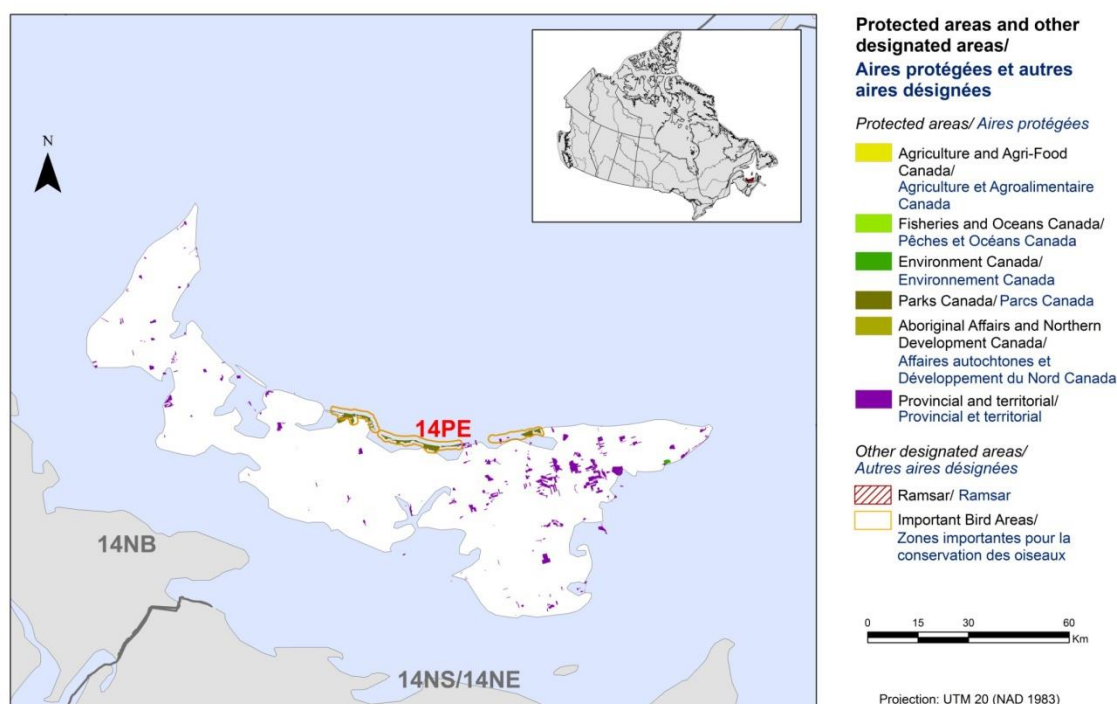 N
14PE
14NB
14NS/14NE
Protected areas and other
designated areas/
Aires protégées et autres
aires désignées
Protected areas/ Aires protégées
Agriculture and Agri-Food
Canada/
Agriculture et Agroalimentaire
Canada
Fisheries and Oceans Canada/
Pêches et Océans Canada
Environment Canada/
Environnement Canada
Parks Canada/ Parcs Canada
Aboriginal Affairs and Northern
Development Canada/
Affaires autochtones et
Développement du Nord Canada
Provincial and territorial/
Provincial et territorial
Other designated areas/
Autres aires désignées
Ramsar/ Ramsar
Important Bird Areas/
Zones importantes pour la
conservation des oiseaux
0 15 30 60
Km
Projection: UTM 20 (NAD 1983)